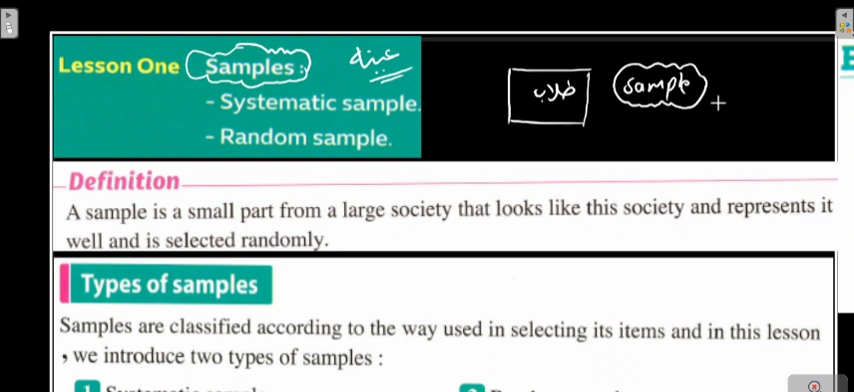 Lesson One Samples : عينة
طلاب sample +
- Systematic sample.
- Random sample.
Definition
A sample is a small part from a large society that looks like this society and represents it
well and is selected randomly.
Types of samples
Samples are classified according to the way used in selecting its items and in this lesson
, we introduce two types of samples :
1